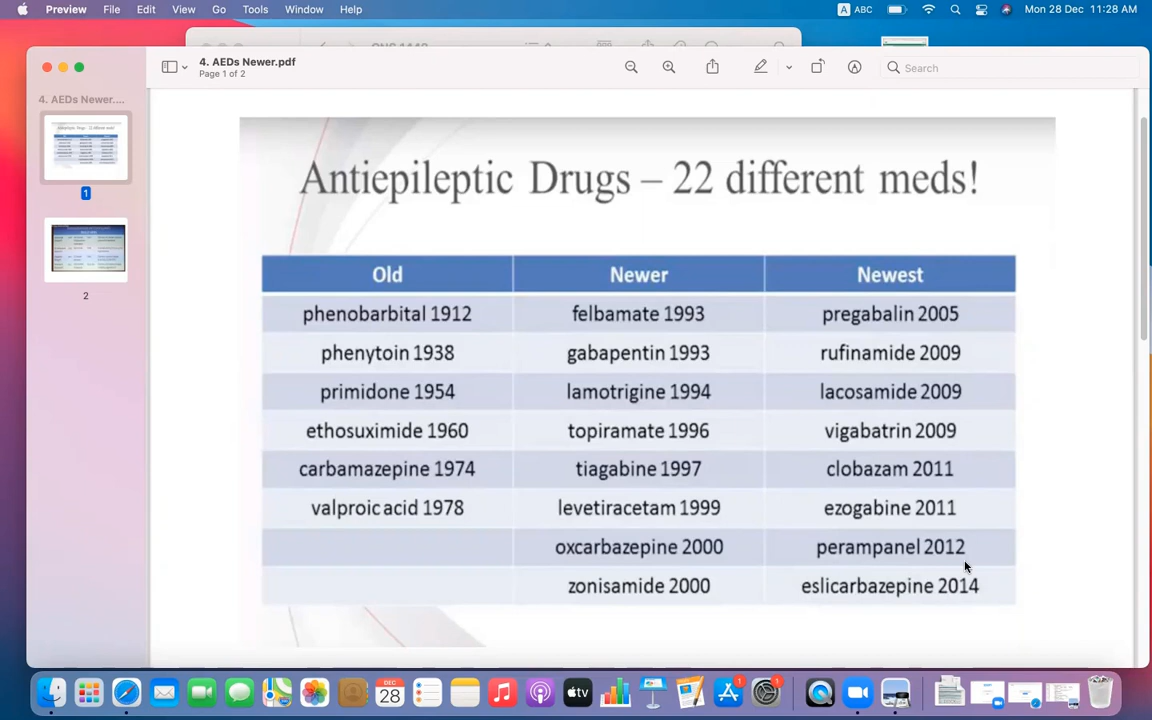 Preview File Edit View Go Tools Window Help
A ABC Mon 28 Dec 11:28 AM
4. AEDs Newer.pdf
Page 1 of 2
Search
4. AEDs Newer....
1
2
Antiepileptic Drugs – 22 different meds!
Old Newer Newest
phenobarbital 1912 felbamate 1993 pregabalin 2005
phenytoin 1938 gabapentin 1993 rufinamide 2009
primidone 1954 lamotrigine 1994 lacosamide 2009
ethosuximide 1960 topiramate 1996 vigabatrin 2009
carbamazepine 1974 tiagabine 1997 clobazam 2011
valproic acid 1978 levetiracetam 1999 ezogabine 2011
oxcarbazepine 2000 perampanel 2012
zonisamide 2000 eslicarbazepine 2014
DEC
28
tv
1
1